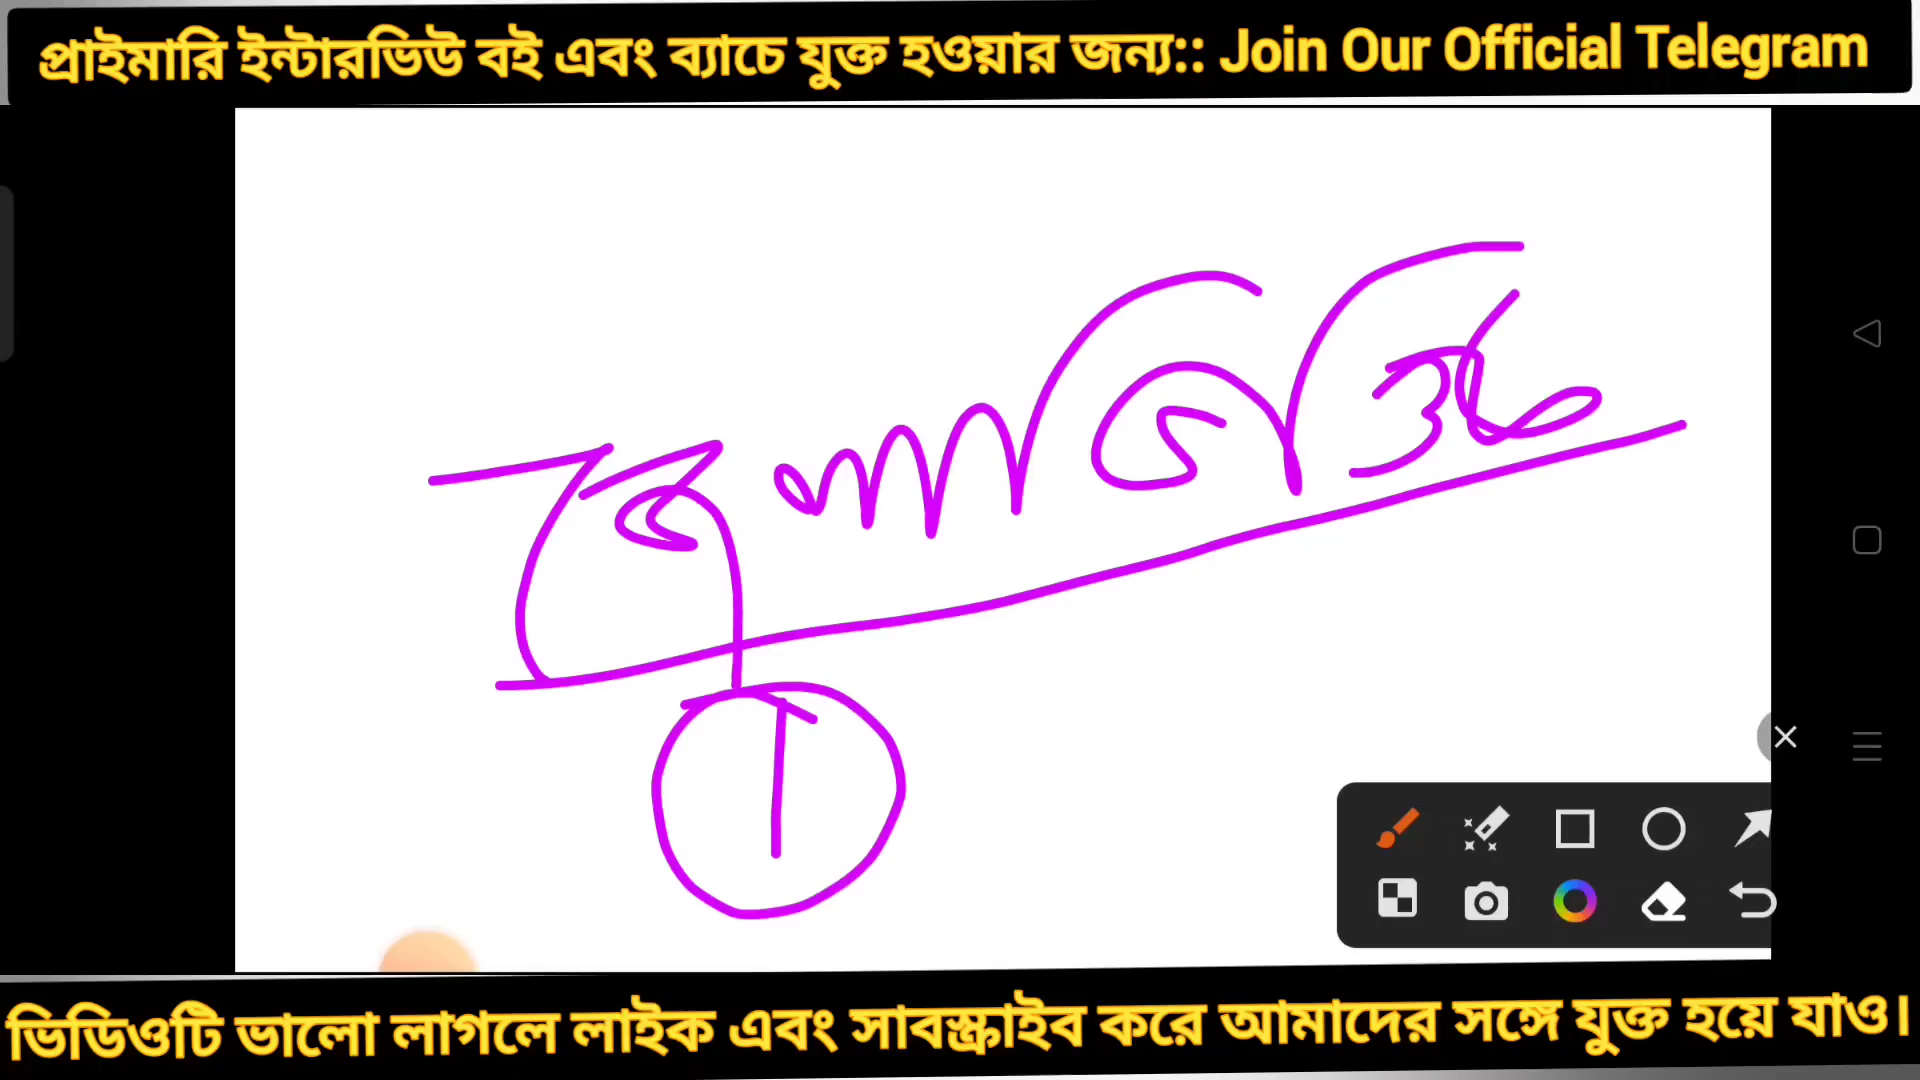 প্রাইমারি ইন্টারভিউ বই এবং ব্যাচে যুক্ত হওয়ার জন্য:: Join Our Official Telegram
1
ভিডিওটি ভালো লাগলে লাইক এবং সাবস্ক্রাইব করে আমাদের সঙ্গে যুক্ত হয়ে যাও।